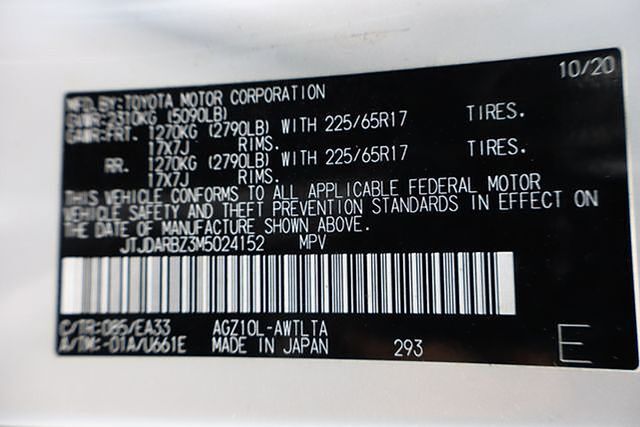 10/20
MFD.BY:TOYOTA MOTOR CORPORATION
GVWR:2310KG (5090LB)
GAWR:FRT. 1270KG (2790LB) WITH 225/65R17 TIRES.
17X7J RIMS.
RR. 1270KG (2790LB) WITH 225/65R17 TIRES.
17X7J RIMS.
THIS VEHICLE CONFORMS TO ALL APPLICABLE FEDERAL MOTOR
VEHICLE SAFETY AND THEFT PREVENTION STANDARDS IN EFFECT ON
THE DATE OF MANUFACTURE SHOWN ABOVE.
JTJDARBZ3M5024152 MPV
C/TR:085/EA33 AGZ10L-AWTLTA
A/TM:-01A/U661E MADE IN JAPAN 293
E